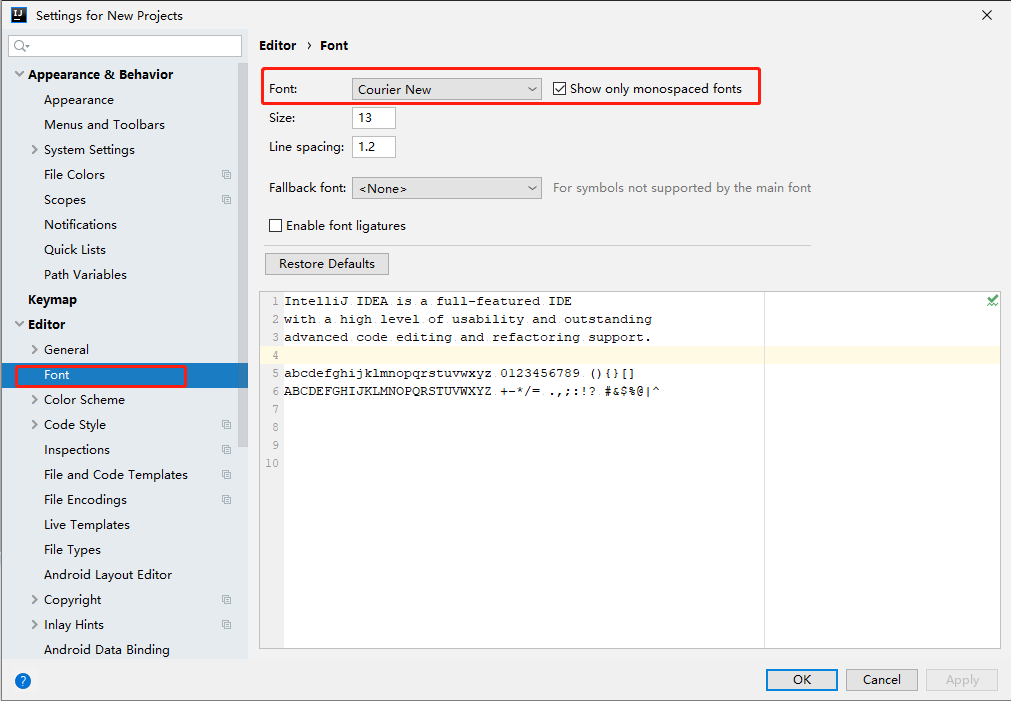 Settings for New Projects
Appearance & Behavior
Appearance
Menus and Toolbars
System Settings
File Colors
Scopes
Notifications
Quick Lists
Path Variables
Keymap
Editor
General
Font
Color Scheme
Code Style
Inspections
File and Code Templates
File Encodings
Live Templates
File Types
Android Layout Editor
Copyright
Inlay Hints
Android Data Binding
Editor › Font
Font: Courier New Show only monospaced fonts
Size: 13
Line spacing: 1.2
Fallback font: <None> For symbols not supported by the main font
Enable font ligatures
Restore Defaults
1 IntelliJ IDEA is a full-featured IDE
2 with a high level of usability and outstanding
3 advanced code editing and refactoring support.
4
5 abcdefghijklmnopqrstuvwxyz 0123456789 (){}[]
6 ABCDEFGHIJKLMNOPQRSTUVWXYZ +-*/= .,;:!? #&$%@|^
7
8
9
10
? OK Cancel Apply